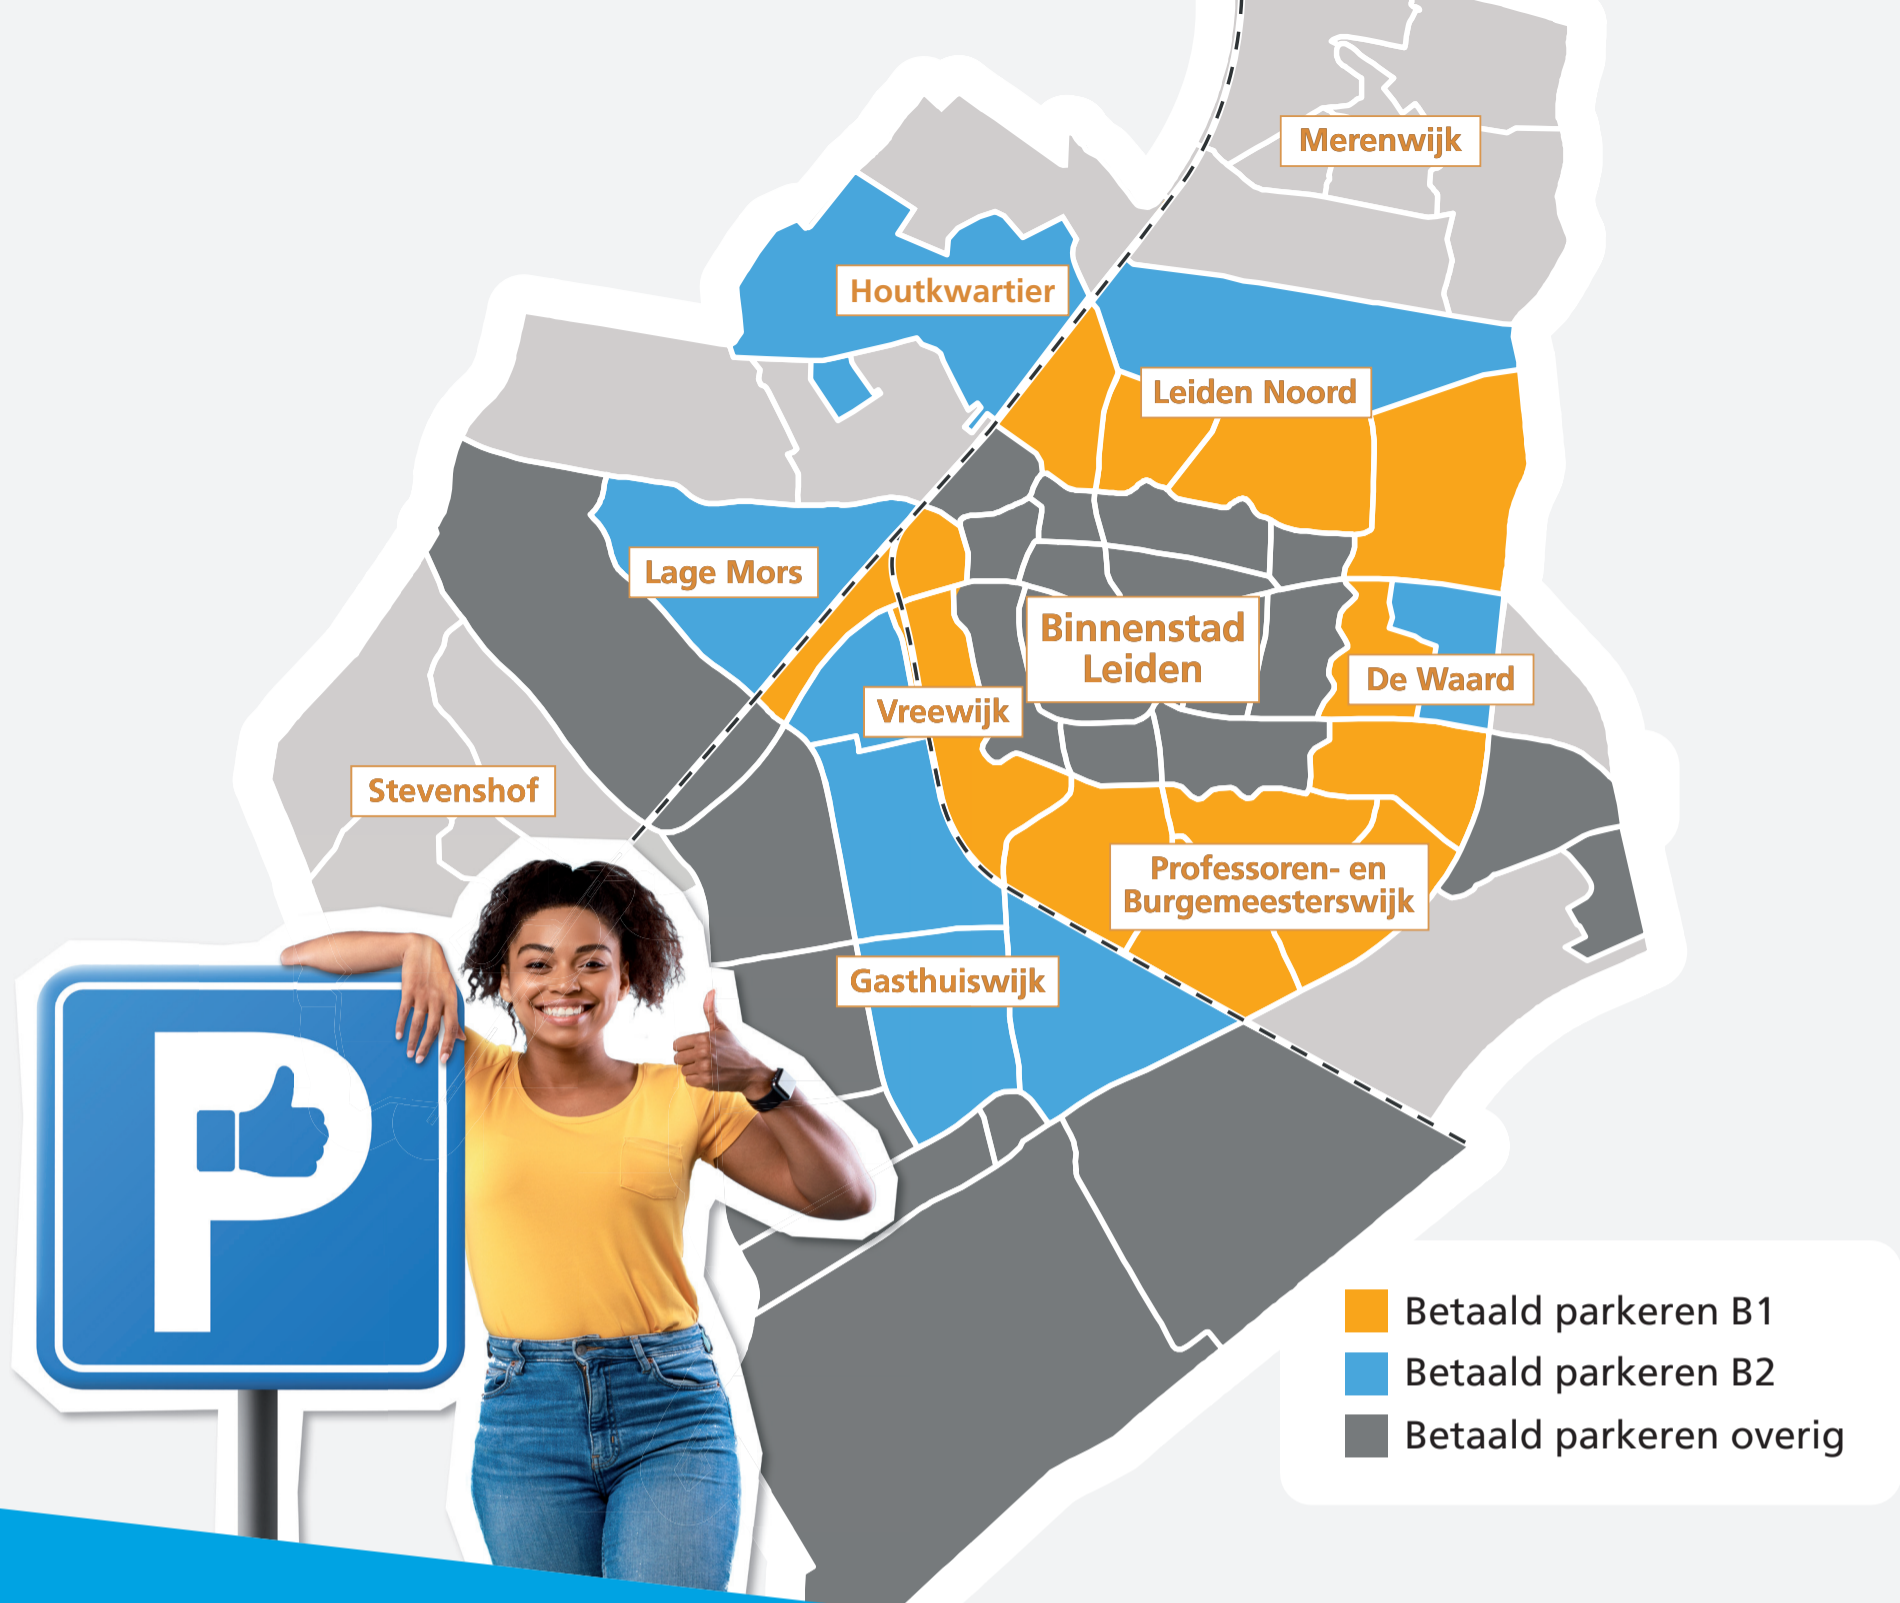 Merenwijk
Houtkwartier
Leiden Noord
Lage Mors
Binnenstad
Leiden
De Waard
Vreewijk
Stevenshof
Professoren- en
Burgemeesterswijk
Gasthuiswijk
P
Betaald parkeren B1
Betaald parkeren B2
Betaald parkeren overig